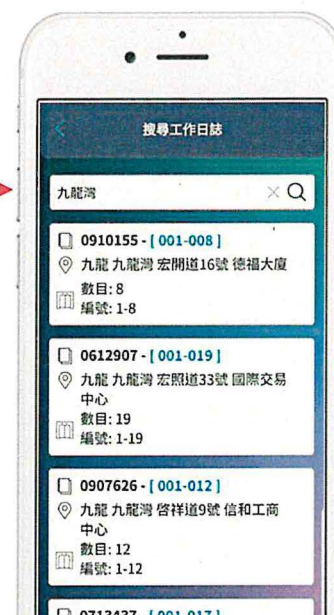 搜尋工作日誌
九龍灣
0910155 - [ 001-008 ]
九龍 九龍灣 宏開道16號 德福大廈
數目: 8
編號: 1-8
0612907 - [ 001-019 ]
九龍 九龍灣 宏照道33號 國際交易
中心
數目: 19
編號: 1-19
0907626 - [ 001-012 ]
九龍 九龍灣 啓祥道9號 信和工商
中心
數目: 12
編號: 1-12
0713437 - [ 001-017 ]